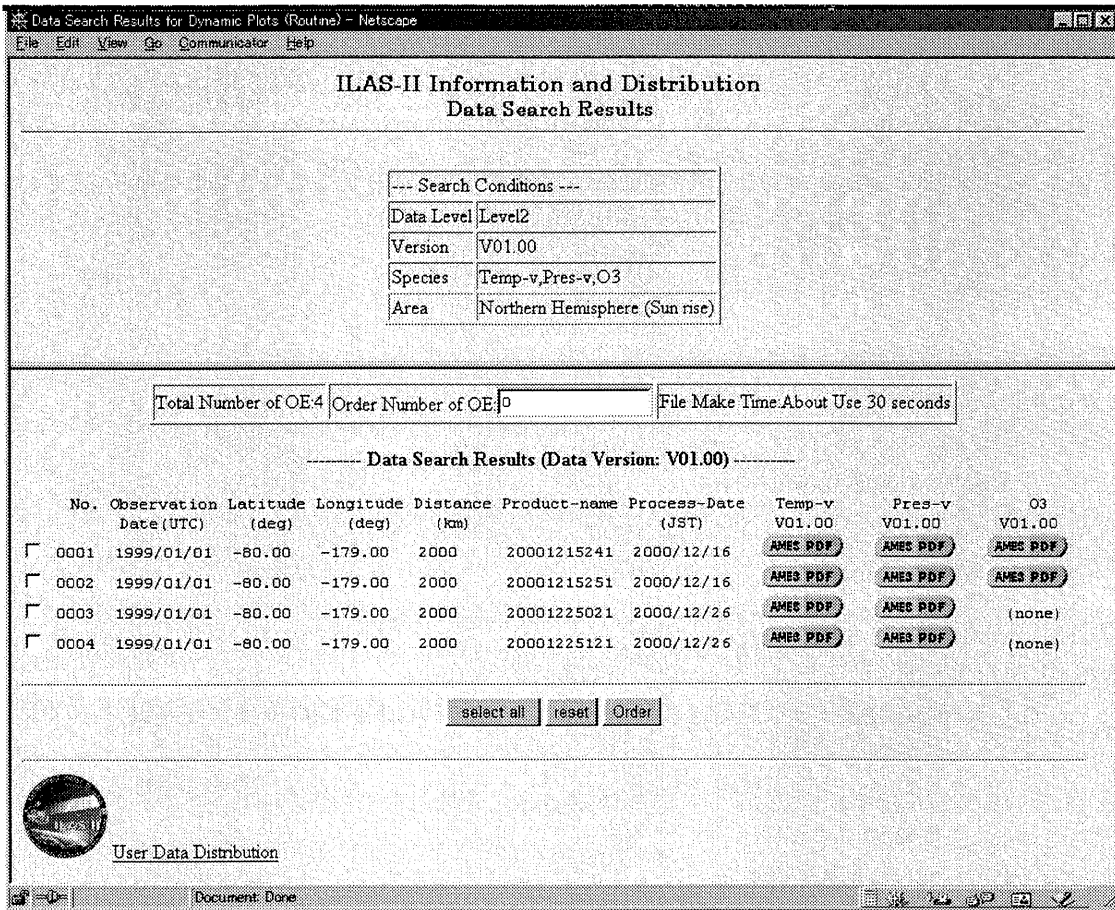 Data Search Results for Dynamic Plots (Routine) - Netscape
File Edit View Go Communicator Help
ILAS-II Information and Distribution
Data Search Results
--- Search Conditions ---
Data Level Level2
Version V01.00
Species Temp-v,Pres-v,O3
Area Northern Hemisphere (Sun rise)
Total Number of OE:4 Order Number of OE: 0 File Make Time:About Use 30 seconds
---------- Data Search Results (Data Version: V01.00) ----------
No. Observation Latitude Longitude Distance Product-name Process-Date Temp-v Pres-v O3
Date(UTC) (deg) (deg) (km) (JST) V01.00 V01.00 V01.00
0001 1999/01/01 -80.00 -179.00 2000 20001215241 2000/12/16 AMES PDF AMES PDF AMES PDF
0002 1999/01/01 -80.00 -179.00 2000 20001215251 2000/12/16 AMES PDF AMES PDF AMES PDF
0003 1999/01/01 -80.00 -179.00 2000 20001225021 2000/12/26 AMES PDF AMES PDF (none)
0004 1999/01/01 -80.00 -179.00 2000 20001225121 2000/12/26 AMES PDF AMES PDF (none)
select all reset Order
User Data Distribution
Document: Done